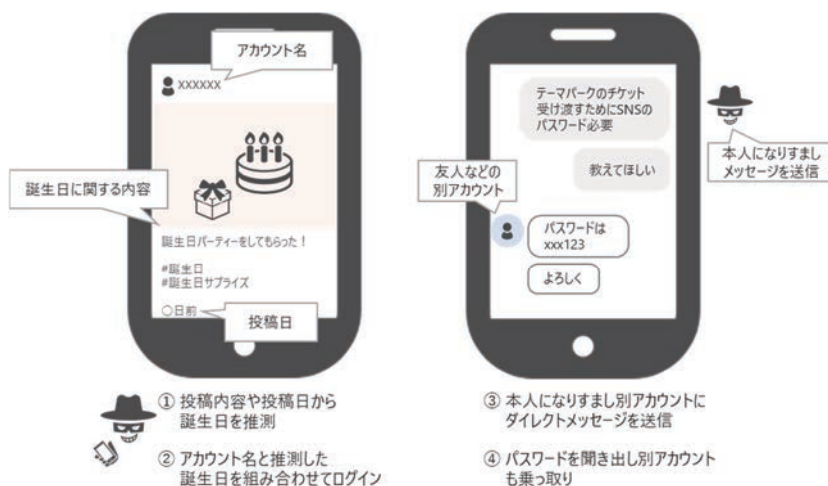 アカウント名
xxxxxx
誕生日に関する内容
誕生日パーティーをしてもらった！
#誕生日
#誕生日サプライズ
○日前
投稿日
① 投稿内容や投稿日から
誕生日を推測
② アカウント名と推測した
誕生日を組み合わせてログイン
テーマパークのチケット
受け渡すためにSNSの
パスワード必要
教えてほしい
本人になりすまし
メッセージを送信
友人などの
別アカウント
パスワードは
xxx123
よろしく
③ 本人になりすまし別アカウントに
ダイレクトメッセージを送信
④ パスワードを聞き出し別アカウント
も乗っ取り